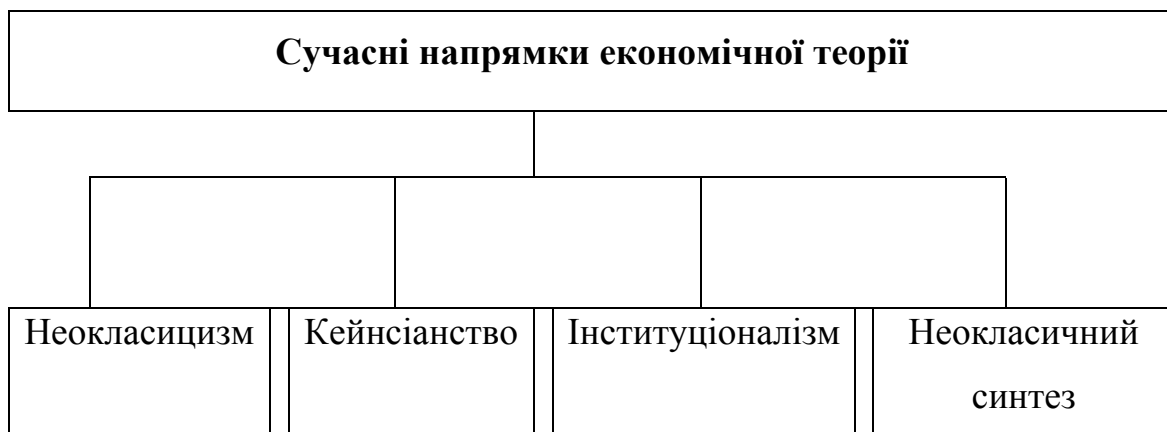 Сучасні напрямки економічної теорії
Неокласицизм
Кейнсіанство
Інституціоналізм
Неокласичний
синтез